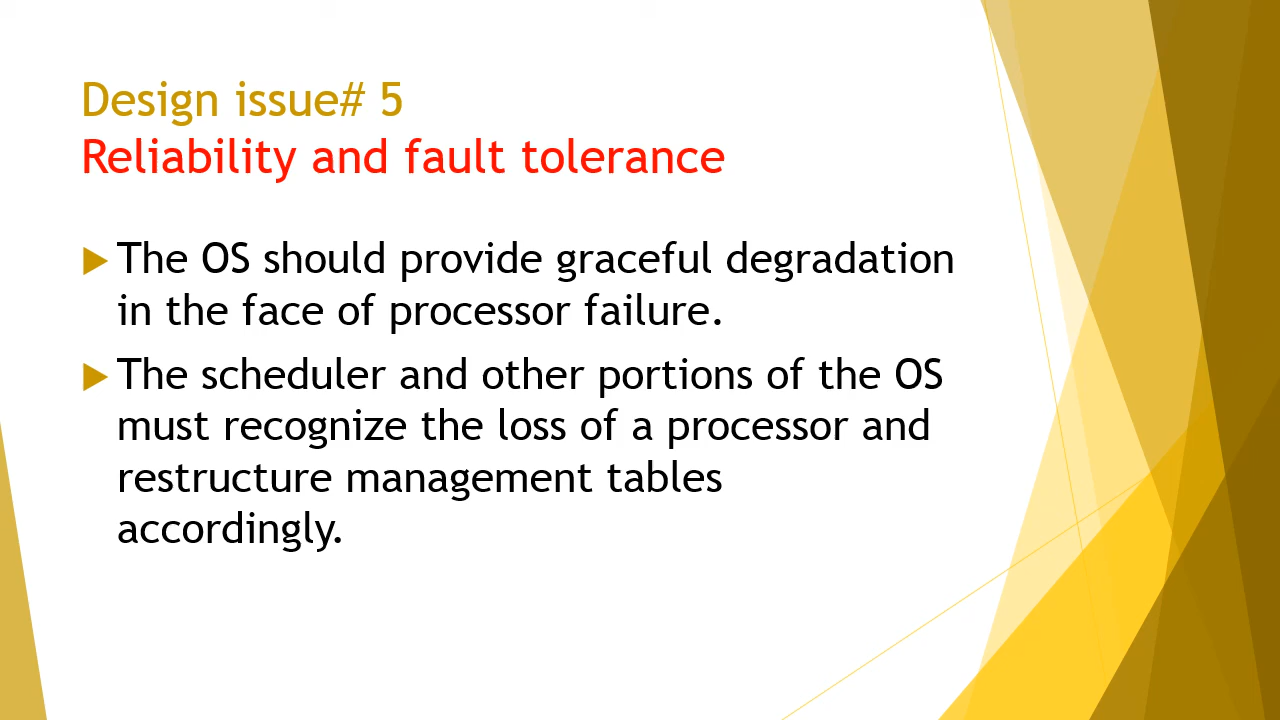 Design issue# 5
Reliability and fault tolerance
The OS should provide graceful degradation
in the face of processor failure.
The scheduler and other portions of the OS
must recognize the loss of a processor and
restructure management tables
accordingly.